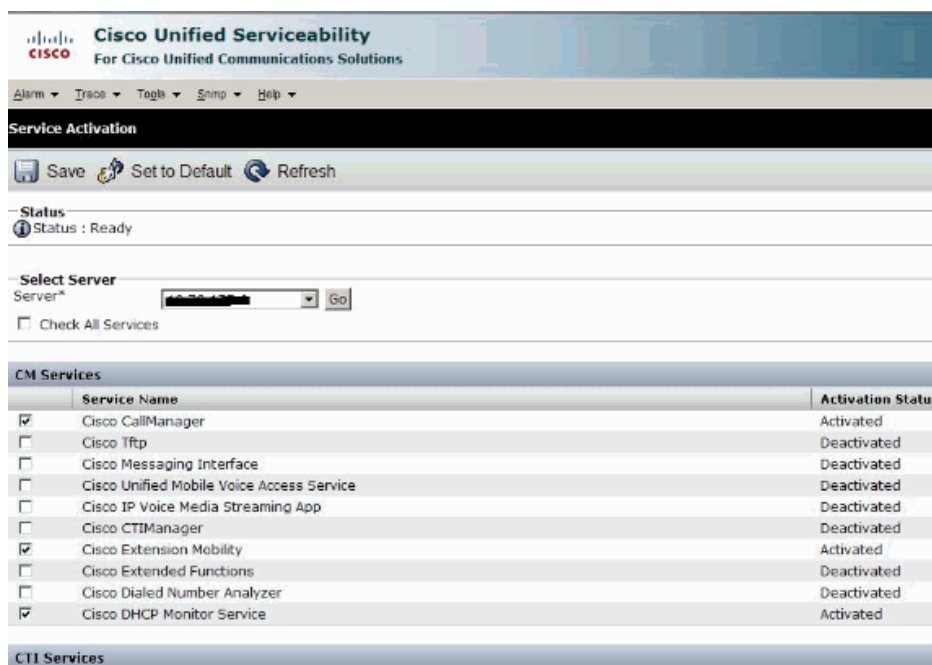 CISCO
Cisco Unified Serviceability
For Cisco Unified Communications Solutions
Alarm Trace Tools Snmp Help
Service Activation
Save Set to Default Refresh
Status
Status : Ready
Select Server
Server* Go
Check All Services
CM Services
Service Name Activation Statu
Cisco CallManager Activated
Cisco Tftp Deactivated
Cisco Messaging Interface Deactivated
Cisco Unified Mobile Voice Access Service Deactivated
Cisco IP Voice Media Streaming App Deactivated
Cisco CTIManager Deactivated
Cisco Extension Mobility Activated
Cisco Extended Functions Deactivated
Cisco Dialed Number Analyzer Deactivated
Cisco DHCP Monitor Service Activated
CTI Services